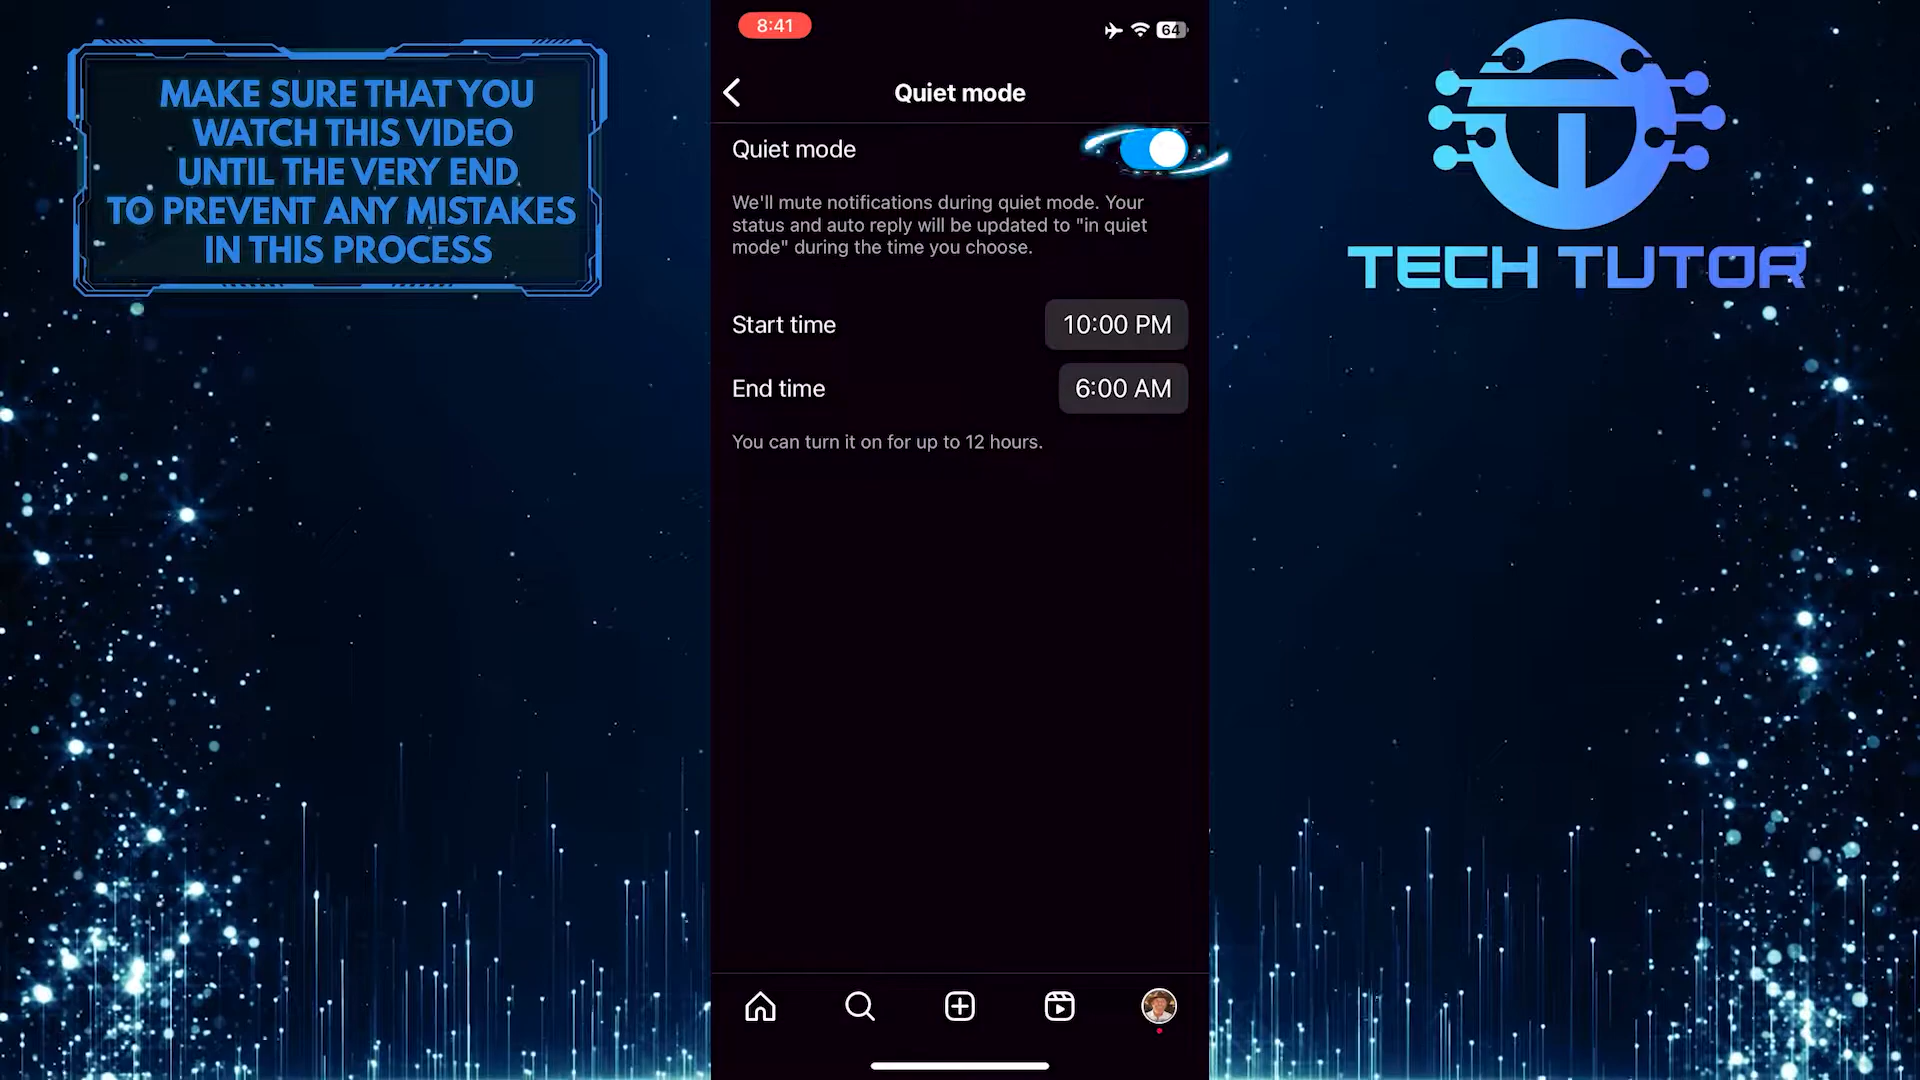 MAKE SURE THAT YOU
WATCH THIS VIDEO
UNTIL THE VERY END
TO PREVENT ANY MISTAKES
IN THIS PROCESS
8:41
64
Quiet mode
Quiet mode
We'll mute notifications during quiet mode. Your
status and auto reply will be updated to "in quiet
mode" during the time you choose.
Start time
10:00 PM
End time
6:00 AM
You can turn it on for up to 12 hours.
TECH TUTOR